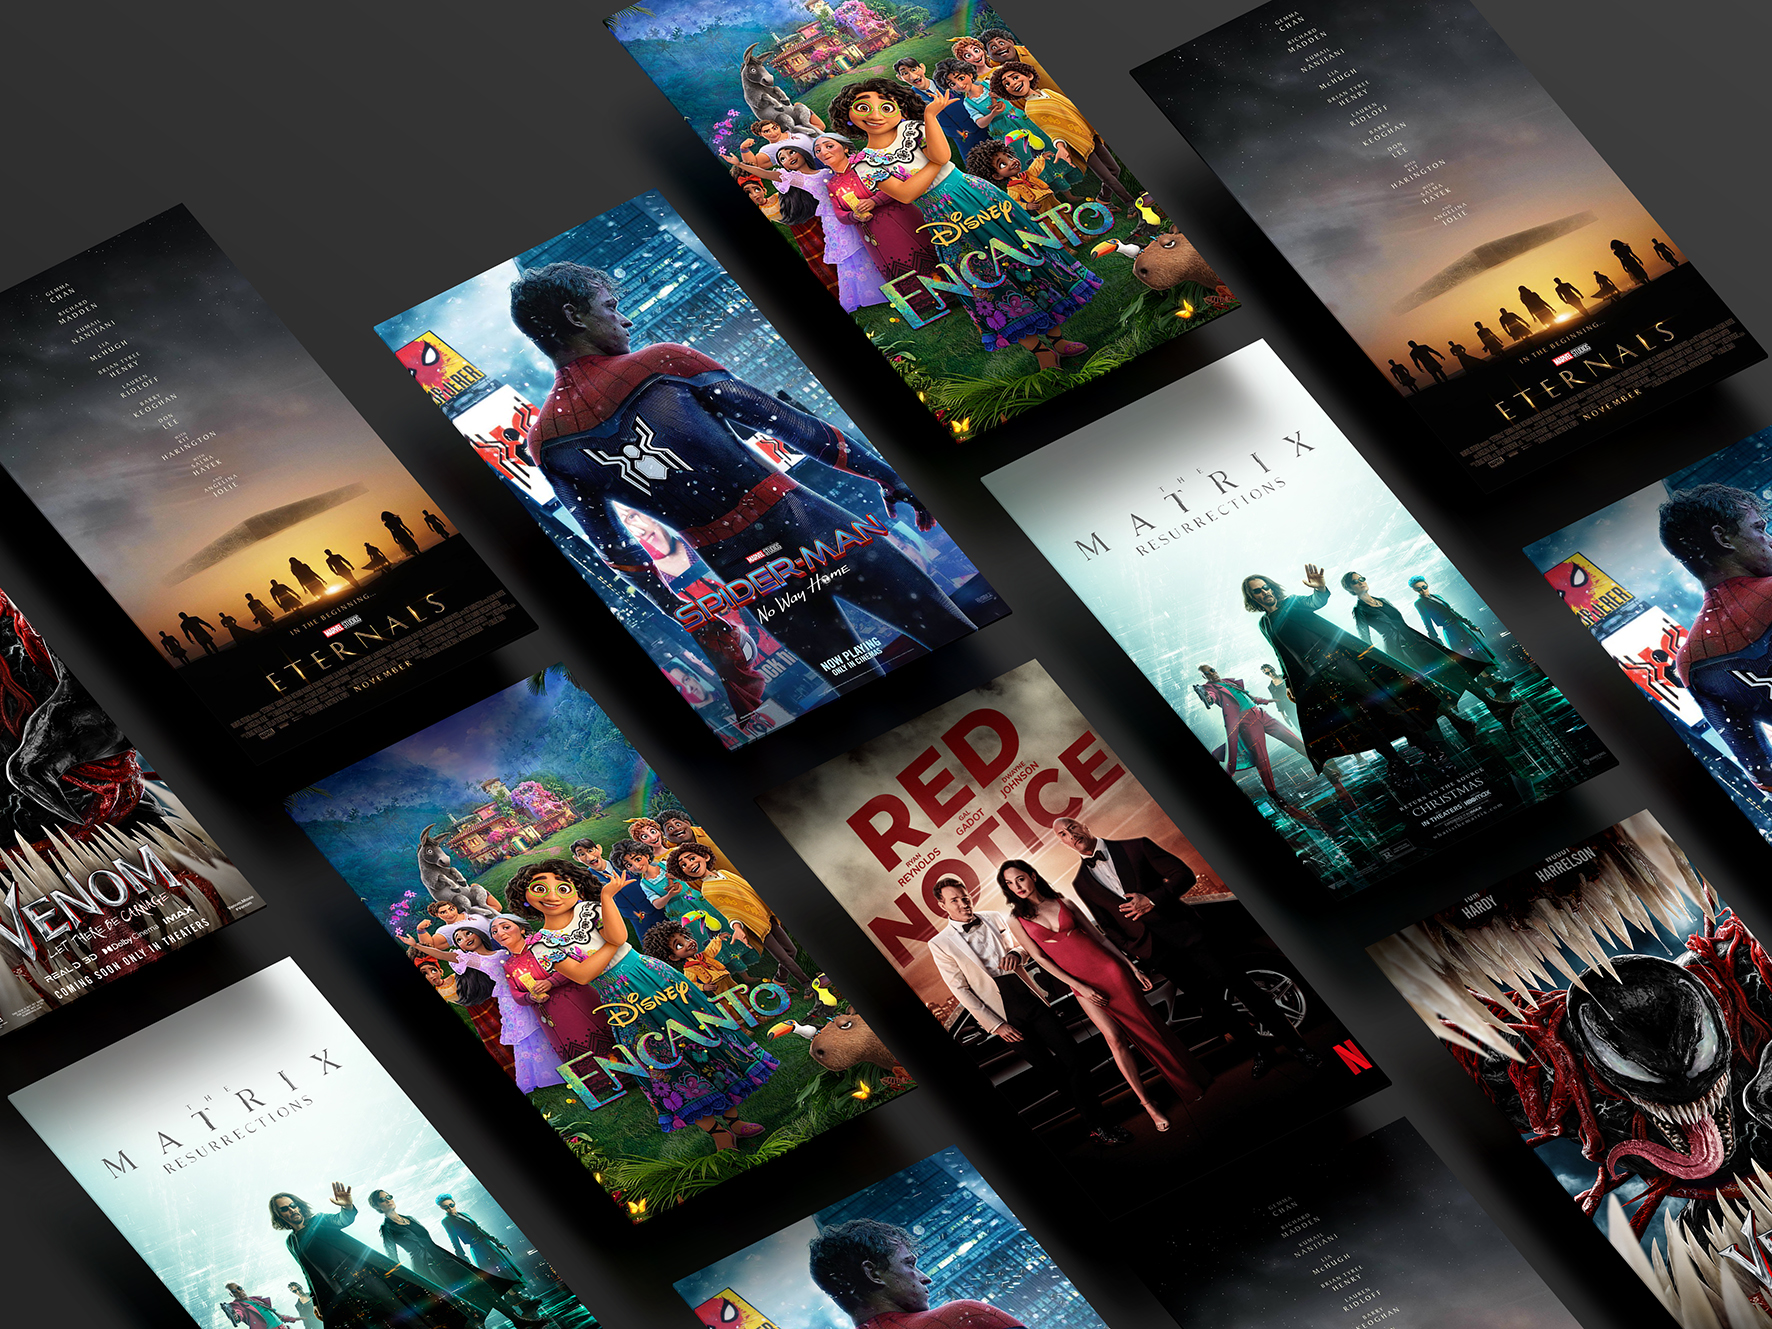 GEMMA
CHAN
RICHARD
MADDEN
KUMAIL
NANJIANI
LIA
McHUGH
BRIAN TYREE
HENRY
LAUREN
RIDLOFF
BARRY
KEOGHAN
DON
LEE
WITH
KIT
HARINGTON
WITH
SALMA
HAYEK
AND
ANGELINA
JOLIE
IN THE BEGINNING...
MARVEL STUDIOS
ETERNALS
NOVEMBER
MARVEL STUDIOS
SPIDER-MAN
No Way Home
NOW PLAYING
ONLY IN CINEMAS
Disney
ENCANTO
GEMMA
CHAN
RICHARD
MADDEN
KUMAIL
NANJIANI
LIA
McHUGH
BRIAN TYREE
HENRY
LAUREN
RIDLOFF
BARRY
KEOGHAN
DON
LEE
WITH
KIT
HARINGTON
WITH
SALMA
HAYEK
AND
ANGELINA
JOLIE
IN THE BEGINNING...
MARVEL STUDIOS
ETERNALS
NOVEMBER
VENOM
LET THERE BE CARNAGE
REALD 3D Dolby Cinema IMAX
COMING SOON ONLY IN THEATERS
Disney
ENCANTO
RED
NOTICE
RYAN
REYNOLDS
GAL
GADOT
DWAYNE
JOHNSON
N
THE
MATRIX
RESURRECTIONS
RETURN TO THE SOURCE
CHRISTMAS
IN THEATERS HBOMAX
whatisthematrix.com
THE
MATRIX
RESURRECTIONS
TOM
HARDY
WOODY
HARRELSON
VE
GEMMA
CHAN
RICHARD
MADDEN
KUMAIL
NANJIANI
LIA
McHUGH
BRIAN TYREE
HENRY
LAUREN
RIDLOFF
BARRY
KEOGHAN